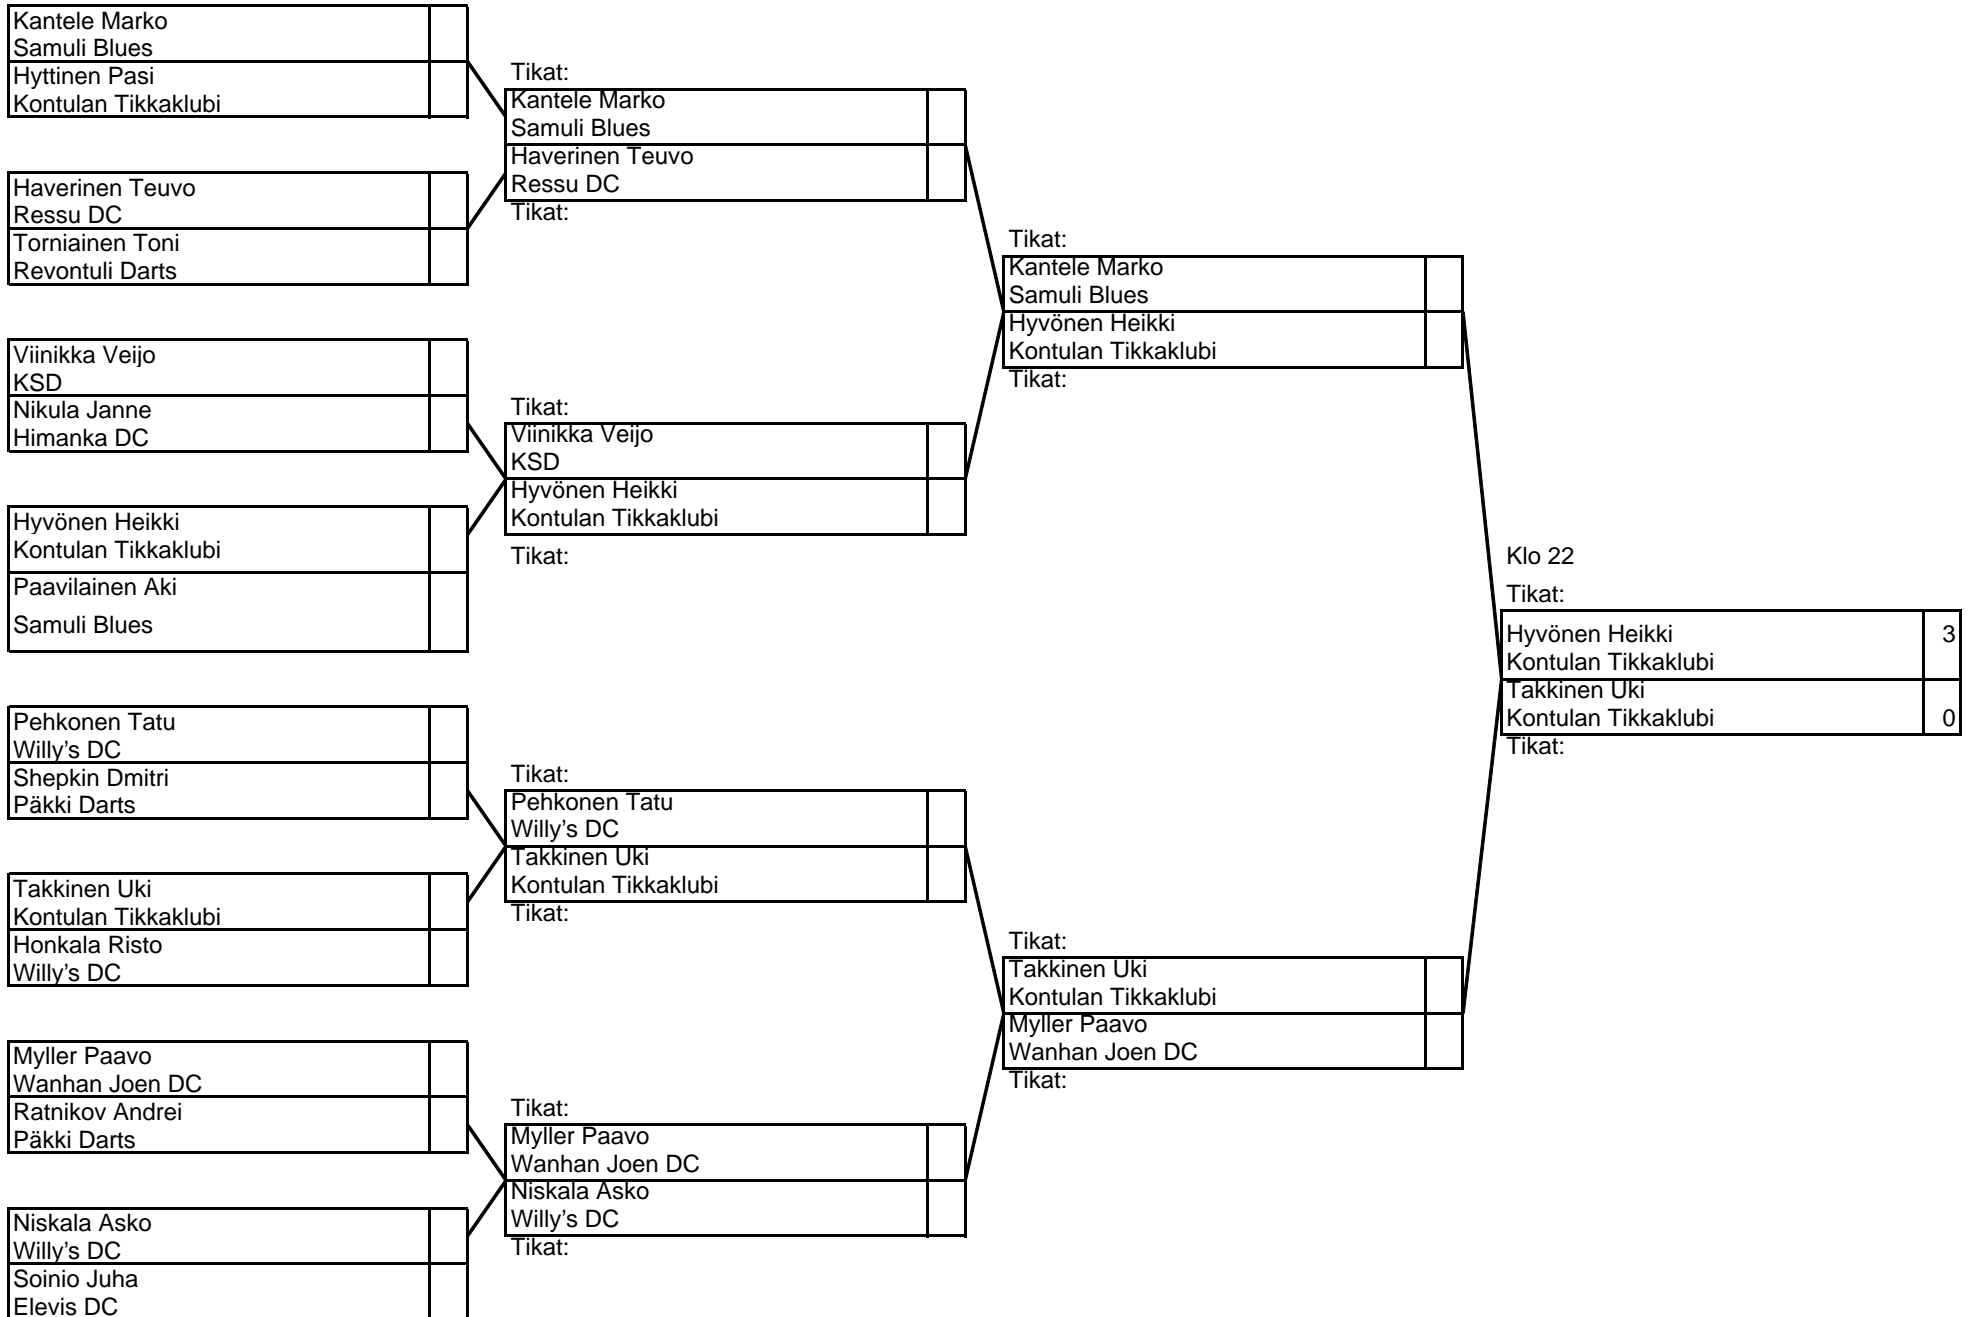 Kantele Marko
Samuli Blues
Hyttinen Pasi
Kontulan Tikkaklubi
Haverinen Teuvo
Ressu DC
Torniainen Toni
Revontuli Darts
Viinikka Veijo
KSD
Nikula Janne
Himanka DC
Hyvönen Heikki
Kontulan Tikkaklubi
Paavilainen Aki
Samuli Blues
Pehkonen Tatu
Willy's DC
Shepkin Dmitri
Päkki Darts
Takkinen Uki
Kontulan Tikkaklubi
Honkala Risto
Willy's DC
Myller Paavo
Wanhan Joen DC
Ratnikov Andrei
Päkki Darts
Niskala Asko
Willy's DC
Soinio Juha
Elevis DC
Tikat:
Kantele Marko
Samuli Blues
Haverinen Teuvo
Ressu DC
Tikat:
Tikat:
Viinikka Veijo
KSD
Hyvönen Heikki
Kontulan Tikkaklubi
Tikat:
Tikat:
Pehkonen Tatu
Willy's DC
Takkinen Uki
Kontulan Tikkaklubi
Tikat:
Tikat:
Myller Paavo
Wanhan Joen DC
Niskala Asko
Willy's DC
Tikat:
Tikat:
Kantele Marko
Samuli Blues
Hyvönen Heikki
Kontulan Tikkaklubi
Tikat:
Tikat:
Takkinen Uki
Kontulan Tikkaklubi
Myller Paavo
Wanhan Joen DC
Tikat:
Klo 22
Tikat:
Hyvönen Heikki 3
Kontulan Tikkaklubi
Takkinen Uki
Kontulan Tikkaklubi 0
Tikat: